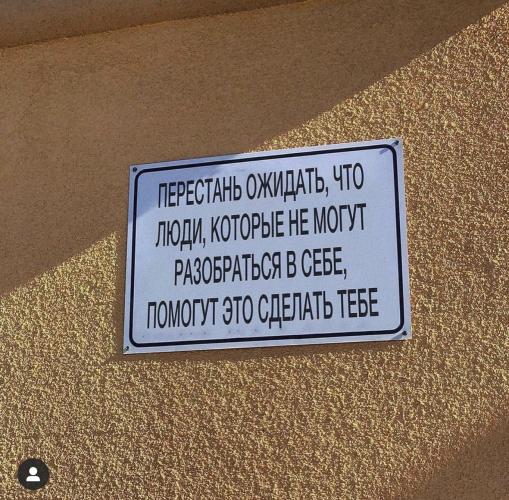 ПЕРЕСТАНЬ ОЖИДАТЬ, ЧТО
ЛЮДИ, КОТОРЫЕ НЕ МОГУТ
РАЗОБРАТЬСЯ В СЕБЕ,
ПОМОГУТ ЭТО СДЕЛАТЬ ТЕБЕ